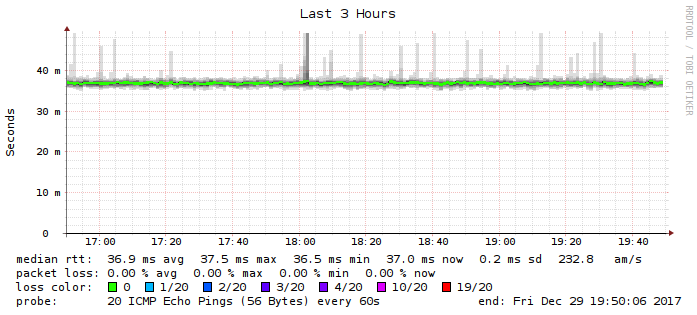 Last 3 Hours
RRDTOOL / TOBI OETIKER
Seconds
40 m
30 m
20 m
10 m
0
17:00 17:20 17:40 18:00 18:20 18:40 19:00 19:20 19:40
median rtt: 36.9 ms avg 37.5 ms max 36.5 ms min 37.0 ms now 0.2 ms sd 232.8 am/s
packet loss: 0.00 % avg 0.00 % max 0.00 % min 0.00 % now
loss color: 0 1/20 2/20 3/20 4/20 10/20 19/20
probe: 20 ICMP Echo Pings (56 Bytes) every 60s end: Fri Dec 29 19:50:06 2017